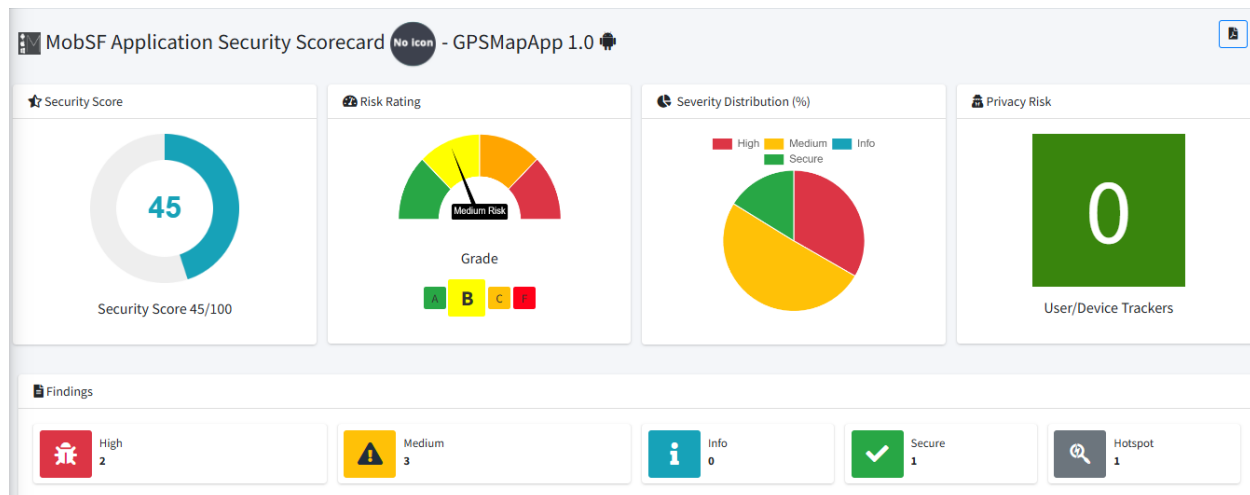 MobSF Application Security Scorecard No Icon - GPSMapApp 1.0
Security Score
45
Security Score 45/100
Risk Rating
Medium Risk
Grade
A B C F
Severity Distribution (%)
High Medium Info
Secure
Privacy Risk
0
User/Device Trackers
Findings
High
2
Medium
3
Info
0
Secure
1
Hotspot
1